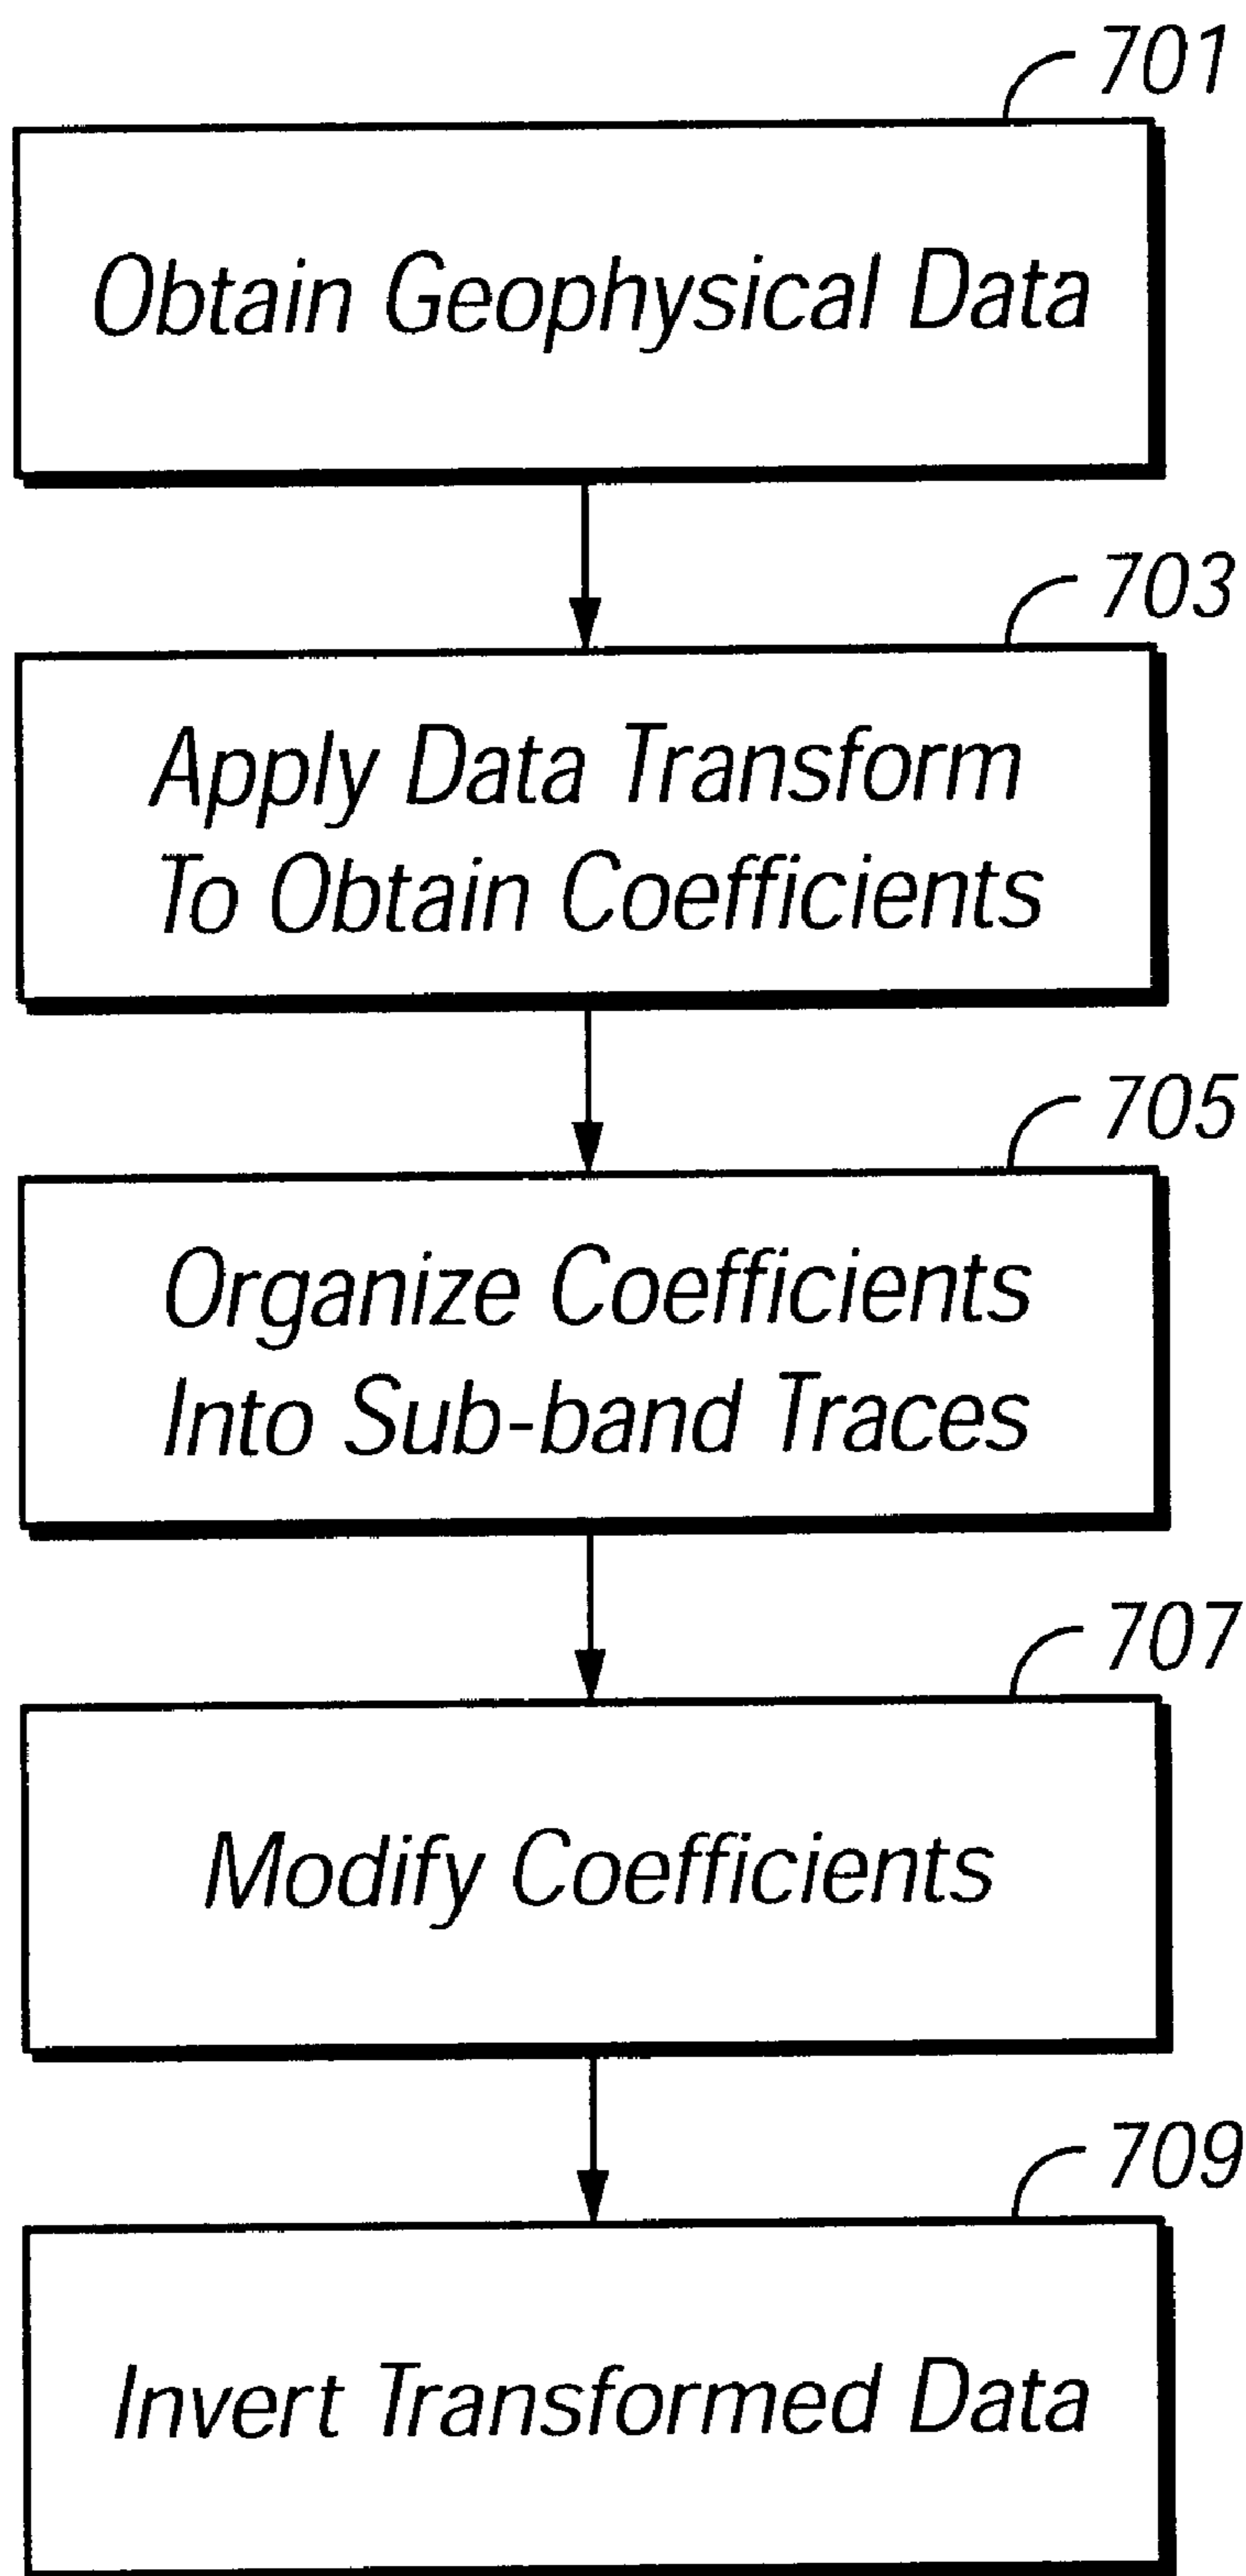 701
Obtain Geophysical Data
703
Apply Data Transform
To Obtain Coefficients
705
Organize Coefficients
Into Sub-band Traces
707
Modify Coefficients
709
Invert Transformed Data